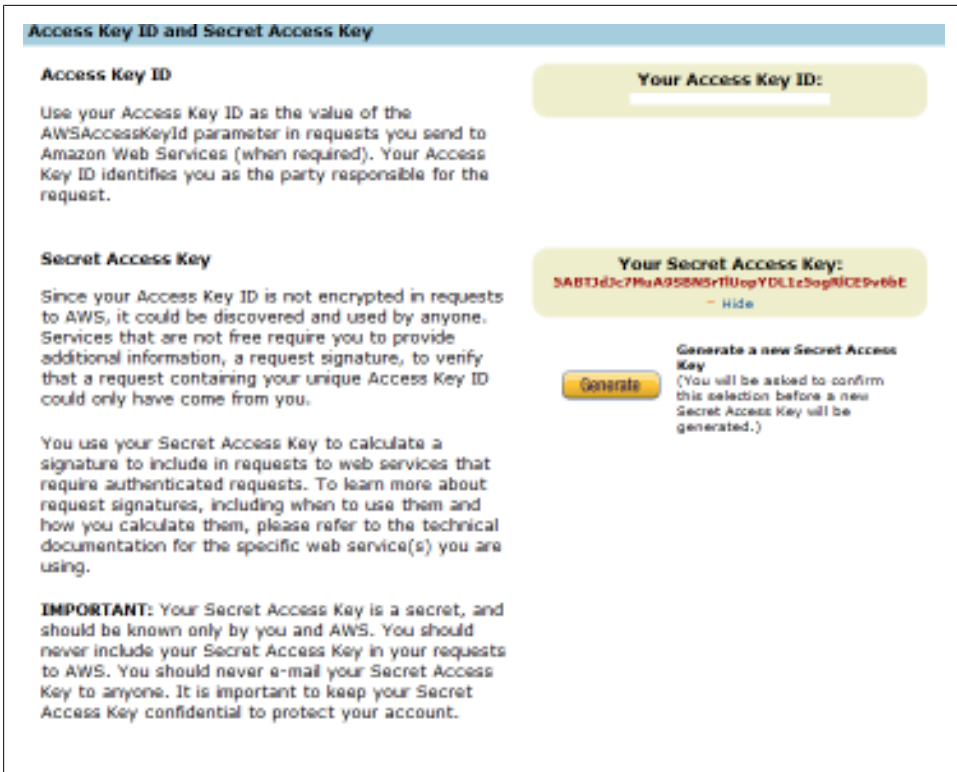 Access Key ID and Secret Access Key
Access Key ID
Use your Access Key ID as the value of the
AWSAccessKeyId parameter in requests you send to
Amazon Web Services (when required). Your Access
Key ID identifies you as the party responsible for the
request.
Your Access Key ID:
Secret Access Key
Since your Access Key ID is not encrypted in requests
to AWS, it could be discovered and used by anyone.
Services that are not free require you to provide
additional information, a request signature, to verify
that a request containing your unique Access Key ID
could only have come from you.
You use your Secret Access Key to calculate a
signature to include in requests to web services that
require authenticated requests. To learn more about
request signatures, including when to use them and
how you calculate them, please refer to the technical
documentation for the specific web service(s) you are
using.
IMPORTANT: Your Secret Access Key is a secret, and
should be known only by you and AWS. You should
never include your Secret Access Key in your requests
to AWS. You should never e-mail your Secret Access
Key to anyone. It is important to keep your Secret
Access Key confidential to protect your account.
Your Secret Access Key:
− Hide
Generate
Generate a new Secret Access
Key
(You will be asked to confirm
this selection before a new
Secret Access Key will be
generated.)